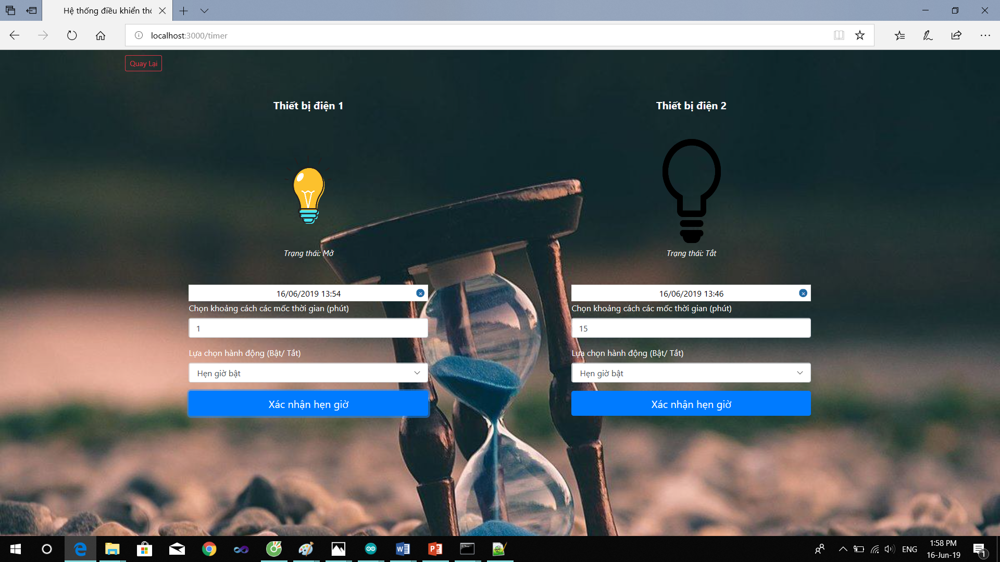 Hệ thống điều khiển thô
localhost:3000/timer
Quay Lại
Thiết bị điện 1
Thiết bị điện 2
Trạng thái: Mở
Trạng thái: Tắt
16/06/2019 13:54
16/06/2019 13:46
Chọn khoảng cách các mốc thời gian (phút)
Chọn khoảng cách các mốc thời gian (phút)
1
15
Lựa chọn hành động (Bật/ Tắt)
Lựa chọn hành động (Bật/ Tắt)
Hẹn giờ bật
Hẹn giờ bật
Xác nhận hẹn giờ
Xác nhận hẹn giờ
ENG
1:58 PM
16-Jun-19
1